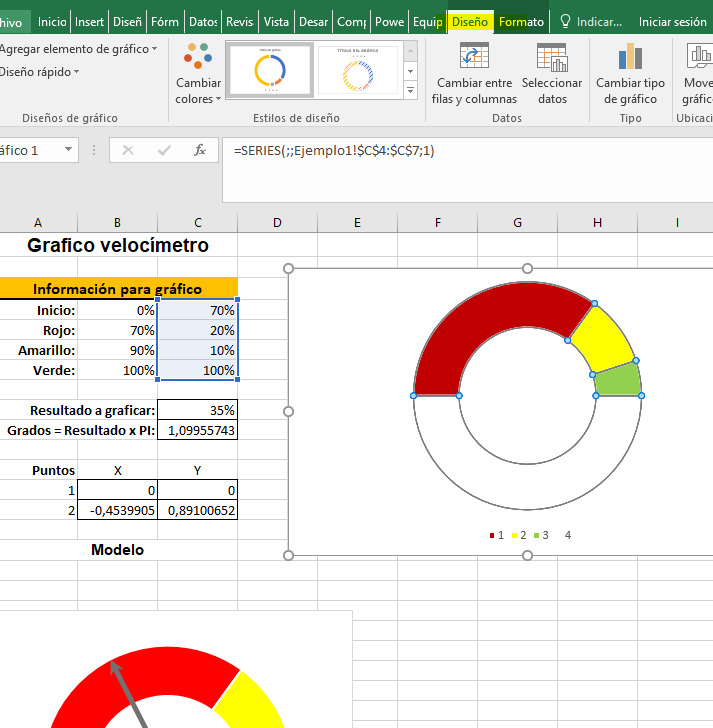 hivo Inicio Insert Diseñ Fórm Datos Revis Vista Desar Comp Powe Equip Diseño Formato Indicar... Iniciar sesión
Agregar elemento de gráfico
Diseño rápido
Cambiar colores
TÍTULO DEL GRÁFICO
Cambiar entre filas y columnas
Seleccionar datos
Cambiar tipo de gráfico
Move gráfic
Diseños de gráfico
Estilos de diseño
Datos
Tipo
Ubicaci
áfico 1
fx
=SERIES(;;Ejemplo1!$C$4:$C$7;1)
A B C D E F G H I
Grafico velocímetro
Información para gráfico
Inicio: 0% 70%
Rojo: 70% 20%
Amarillo: 90% 10%
Verde: 100% 100%
Resultado a graficar: 35%
Grados = Resultado x PI: 1,09955743
Puntos X Y
1 0 0
2 -0,4539905 0,89100652
Modelo
1 2 3 4